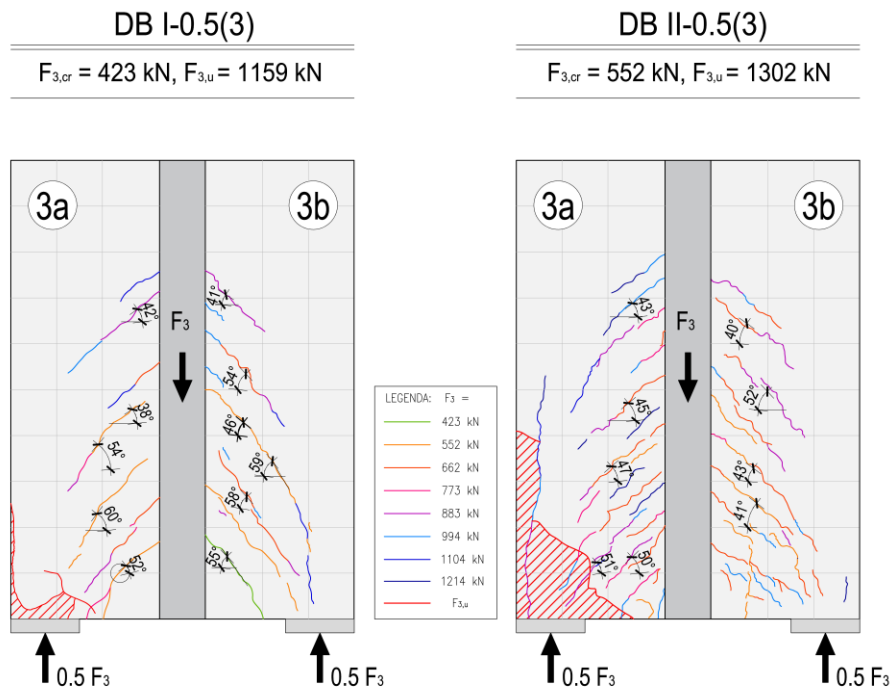 DB I-0.5(3)
F3,cr = 423 kN, F3,u = 1159 kN
3a
3b
F3
42°
41°
54°
38°
46°
54°
59°
58°
60°
55°
52°
0.5 F3
0.5 F3
LEGENDA: F3 =
423 kN
552 kN
662 kN
773 kN
883 kN
994 kN
1104 kN
1214 kN
F3,u
DB II-0.5(3)
F3,cr = 552 kN, F3,u = 1302 kN
3a
3b
F3
43°
40°
52°
45°
47°
43°
41°
51°
50°
0.5 F3
0.5 F3